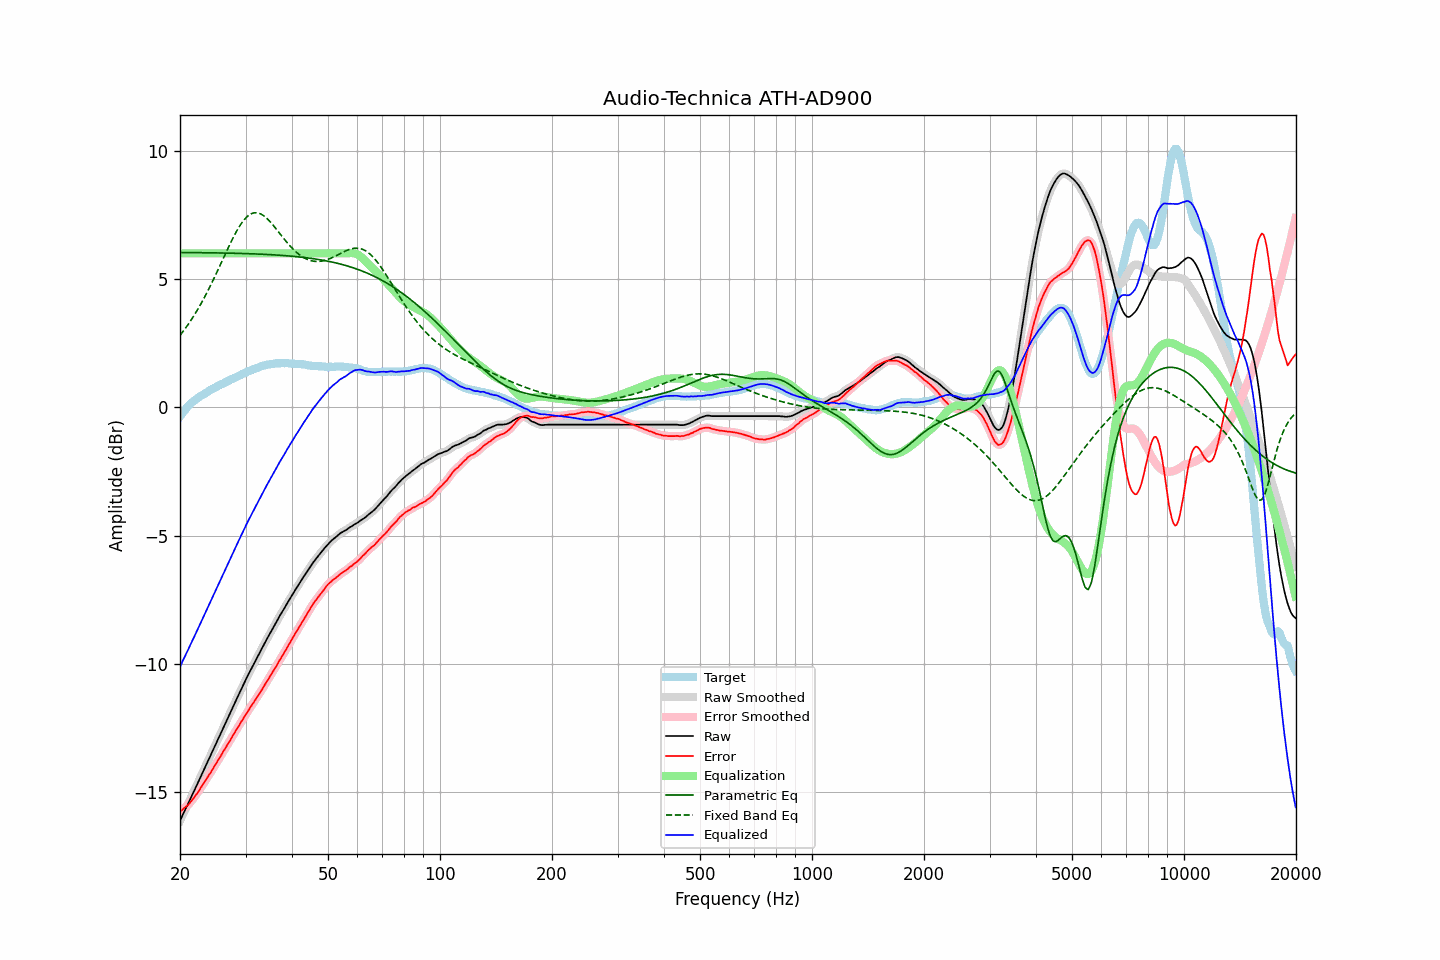 Audio-Technica ATH-AD900
Amplitude (dBr)
10
5
0
−5
−10
−15
20
50
100
200
500
1000
2000
5000
10000
20000
Frequency (Hz)
Target
Raw Smoothed
Error Smoothed
Raw
Error
Equalization
Parametric Eq
Fixed Band Eq
Equalized